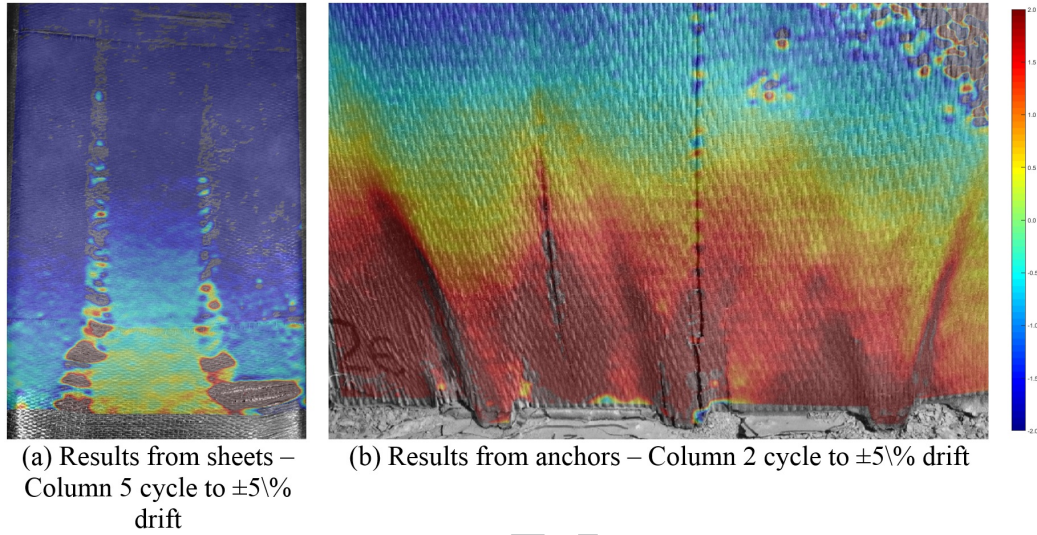 2.0
1.5
1.0
0.5
0.0
-0.5
-1.0
-1.5
-2.0
(a) Results from sheets –
Column 5 cycle to ±5\%
drift
(b) Results from anchors – Column 2 cycle to ±5\% drift